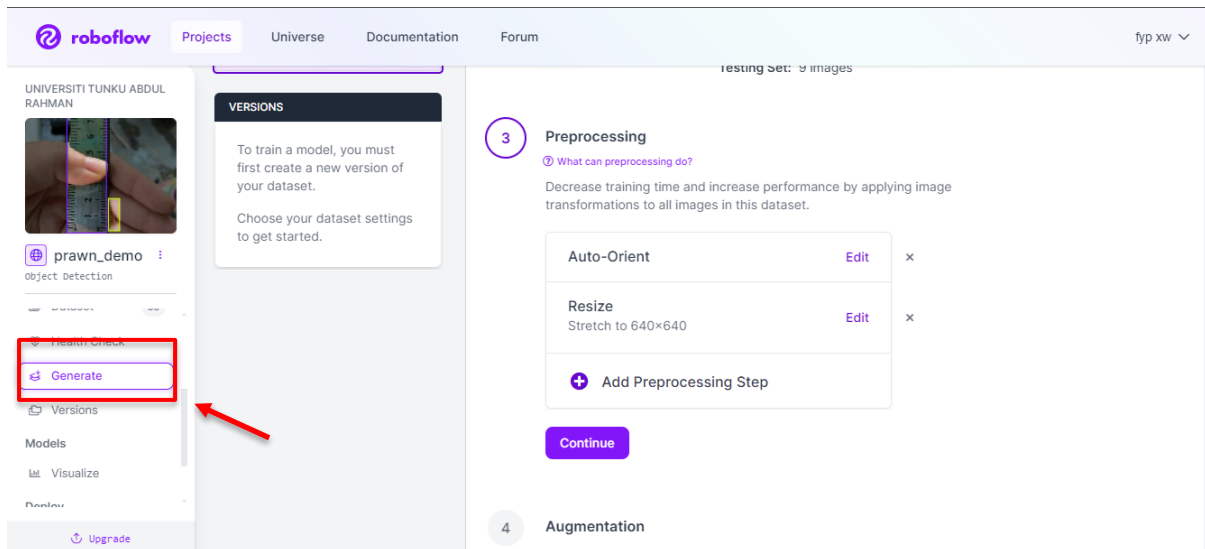 roboflow
Projects
Universe
Documentation
Forum
fyp xw
UNIVERSITI TUNKU ABDUL
RAHMAN
prawn_demo
Object Detection
Dataset
Health Check
Generate
Versions
Models
Visualize
Deploy
Upgrade
VERSIONS
To train a model, you must
first create a new version of
your dataset.
Choose your dataset settings
to get started.
Testing Set: 9 images
3
Preprocessing
What can preprocessing do?
Decrease training time and increase performance by applying image
transformations to all images in this dataset.
Auto-Orient
Edit
×
Resize
Stretch to 640×640
Edit
×
Add Preprocessing Step
Continue
4
Augmentation